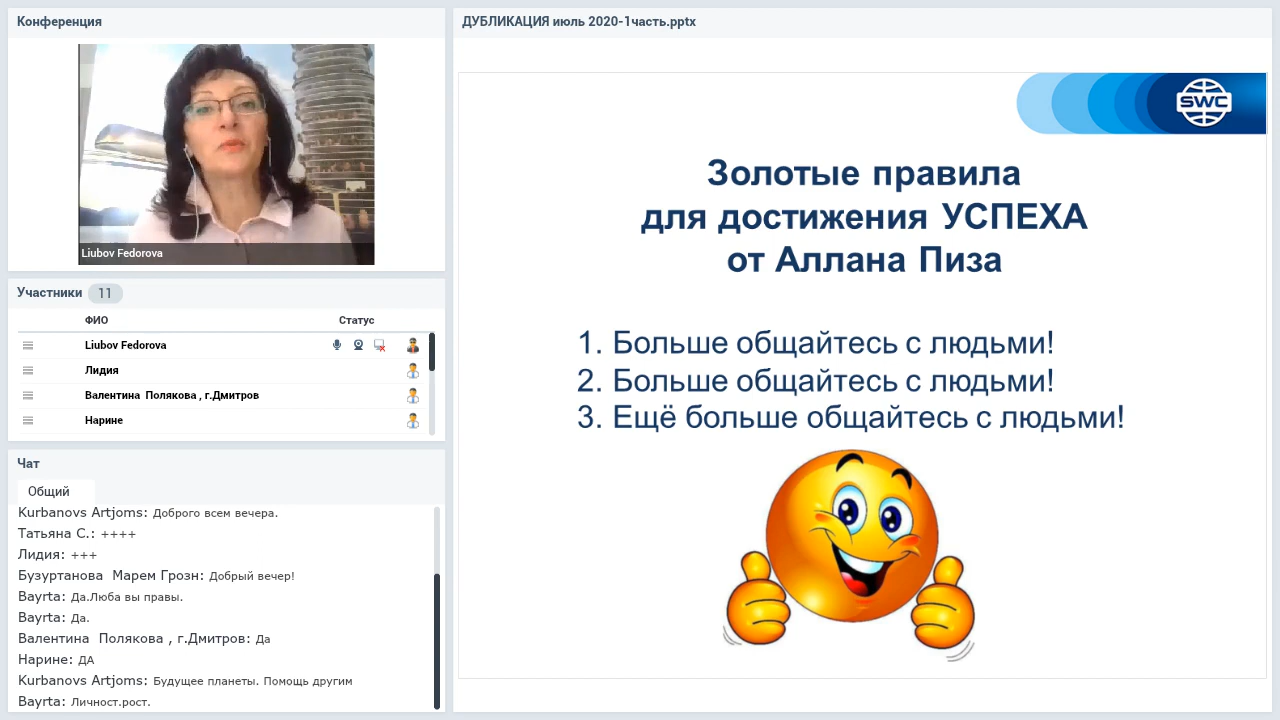 Конференция
Liubov Fedorova
Участники 11
ФИО Статус
Liubov Fedorova
Лидия
Валентина Полякова , г.Дмитров
Нарине
Чат
Общий
Kurbanovs Artjoms: Доброго всем вечера.
Татьяна С.: ++++
Лидия: +++
Бузуртанова Марем Грозн: Добрый вечер!
Bayrta: Да.Люба вы правы.
Bayrta: Да.
Валентина Полякова , г.Дмитров: Да
Нарине: ДА
Kurbanovs Artjoms: Будущее планеты. Помощь другим
Bayrta: Личност.рост.
ДУБЛИКАЦИЯ июль 2020-1часть.pptx
SWC
Золотые правила
для достижения УСПЕХА
от Аллана Пиза
1. Больше общайтесь с людьми!
2. Больше общайтесь с людьми!
3. Ещё больше общайтесь с людьми!